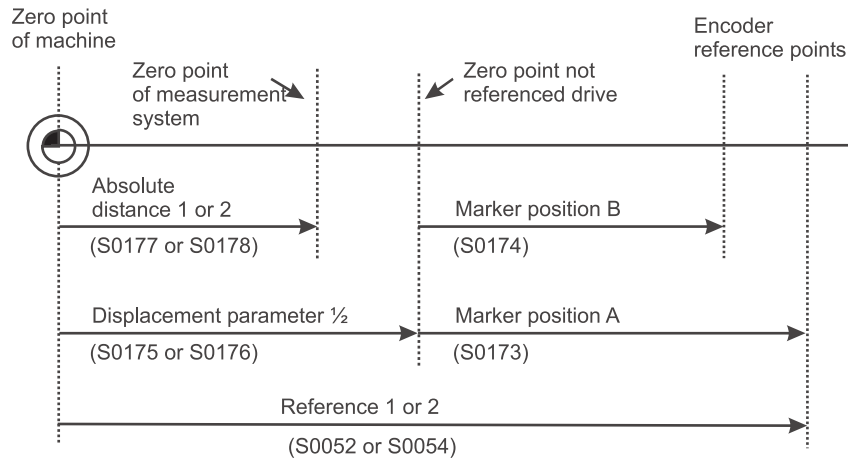 Zero point
of machine
Zero point
of measurement
system
Zero point not
referenced drive
Encoder
reference points
Absolute
distance 1 or 2
(S0177 or S0178)
Marker position B
(S0174)
Displacement parameter ½
(S0175 or S0176)
Marker position A
(S0173)
Reference 1 or 2
(S0052 or S0054)